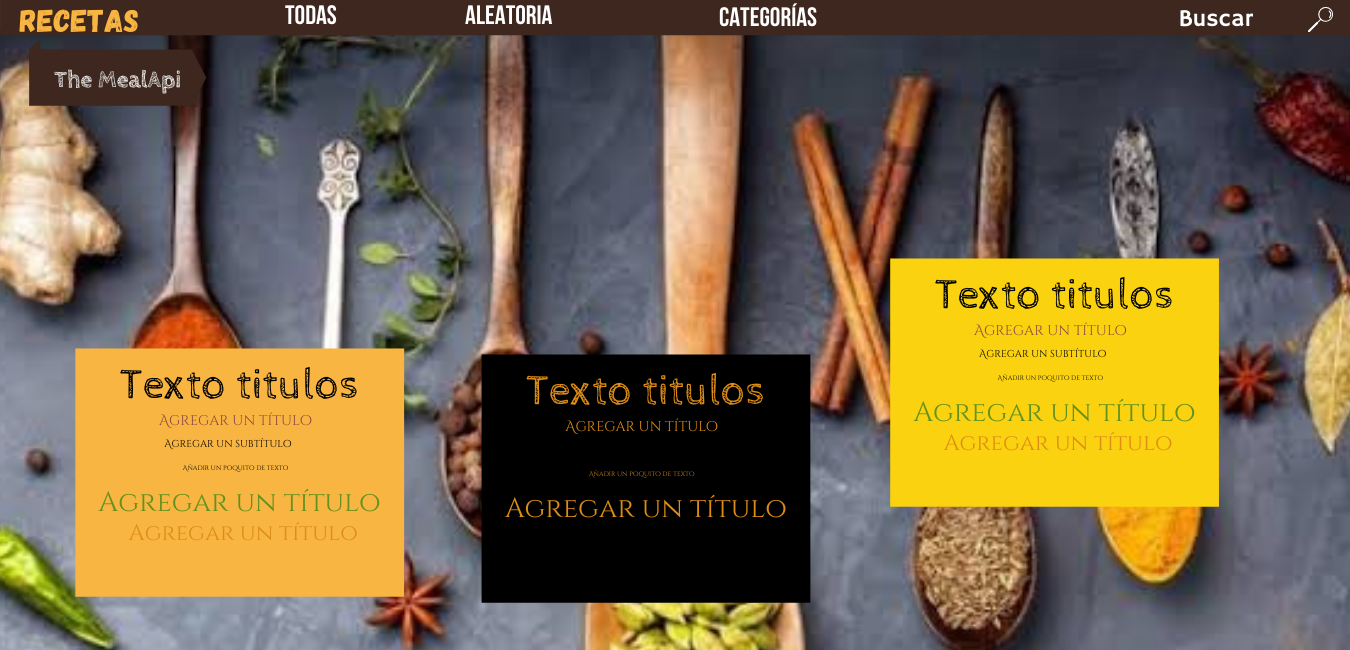 RECETAS
TODAS
ALEATORIA
CATEGORÍAS
Buscar
The MealApi
Texto titulos
Agregar un título
Agregar un subtítulo
Añadir un poquito de texto
Agregar un título
Agregar un título
Texto titulos
Agregar un título
Añadir un poquito de texto
Agregar un título
Texto titulos
Agregar un título
Agregar un subtítulo
Añadir un poquito de texto
Agregar un título
Agregar un título